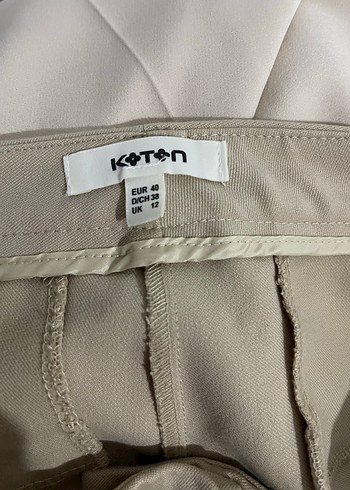 KOTON
EUR 40
D/CH 38
UK 12